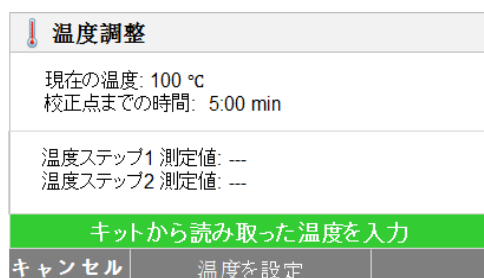 温度調整
現在の温度: 100 ℃
校正点までの時間: 5:00 min
温度ステップ1 測定値: ---
温度ステップ2 測定値: ---
キットから読み取った温度を入力
キャンセル 温度を設定